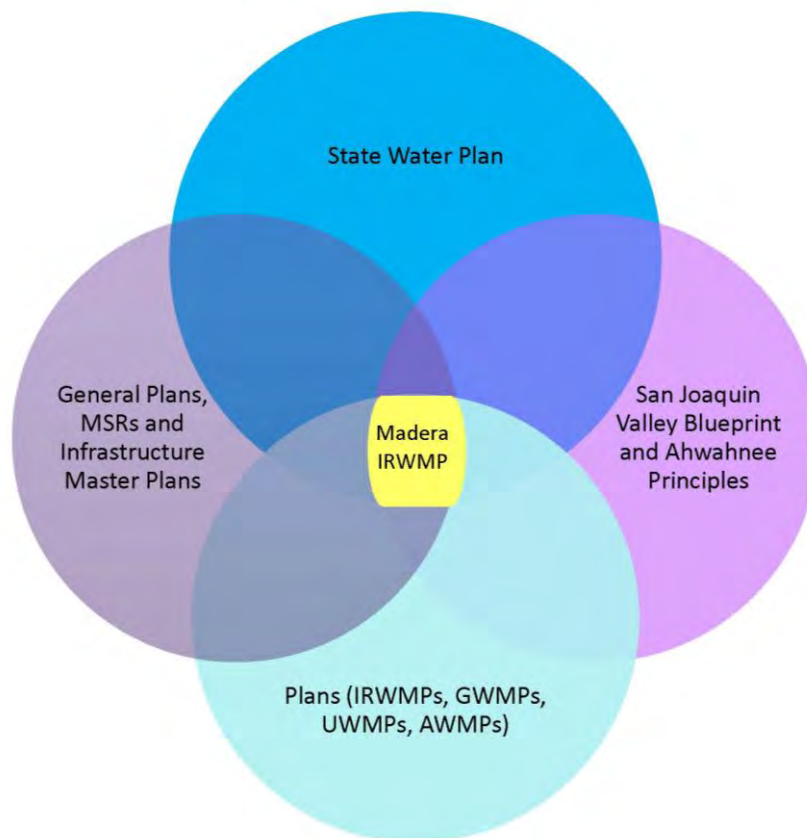 State Water Plan
General Plans,
MSRs and
Infrastructure
Master Plans
Madera
IRWMP
San Joaquin
Valley Blueprint
and Ahwahnee
Principles
Plans (IRWMPs, GWMPs,
UWMPs, AWMPs)